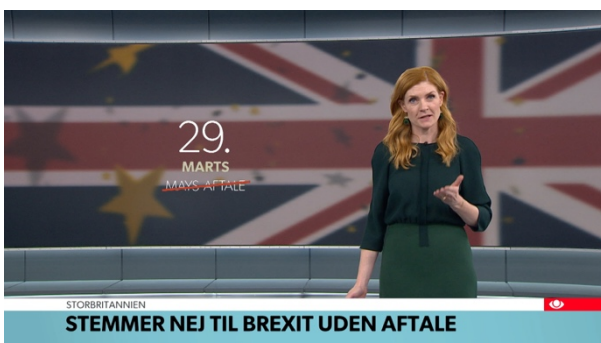 29.
MARTS
MAYS AFTALE
STORBRITANNIEN
STEMMER NEJ TIL BREXIT UDEN AFTALE